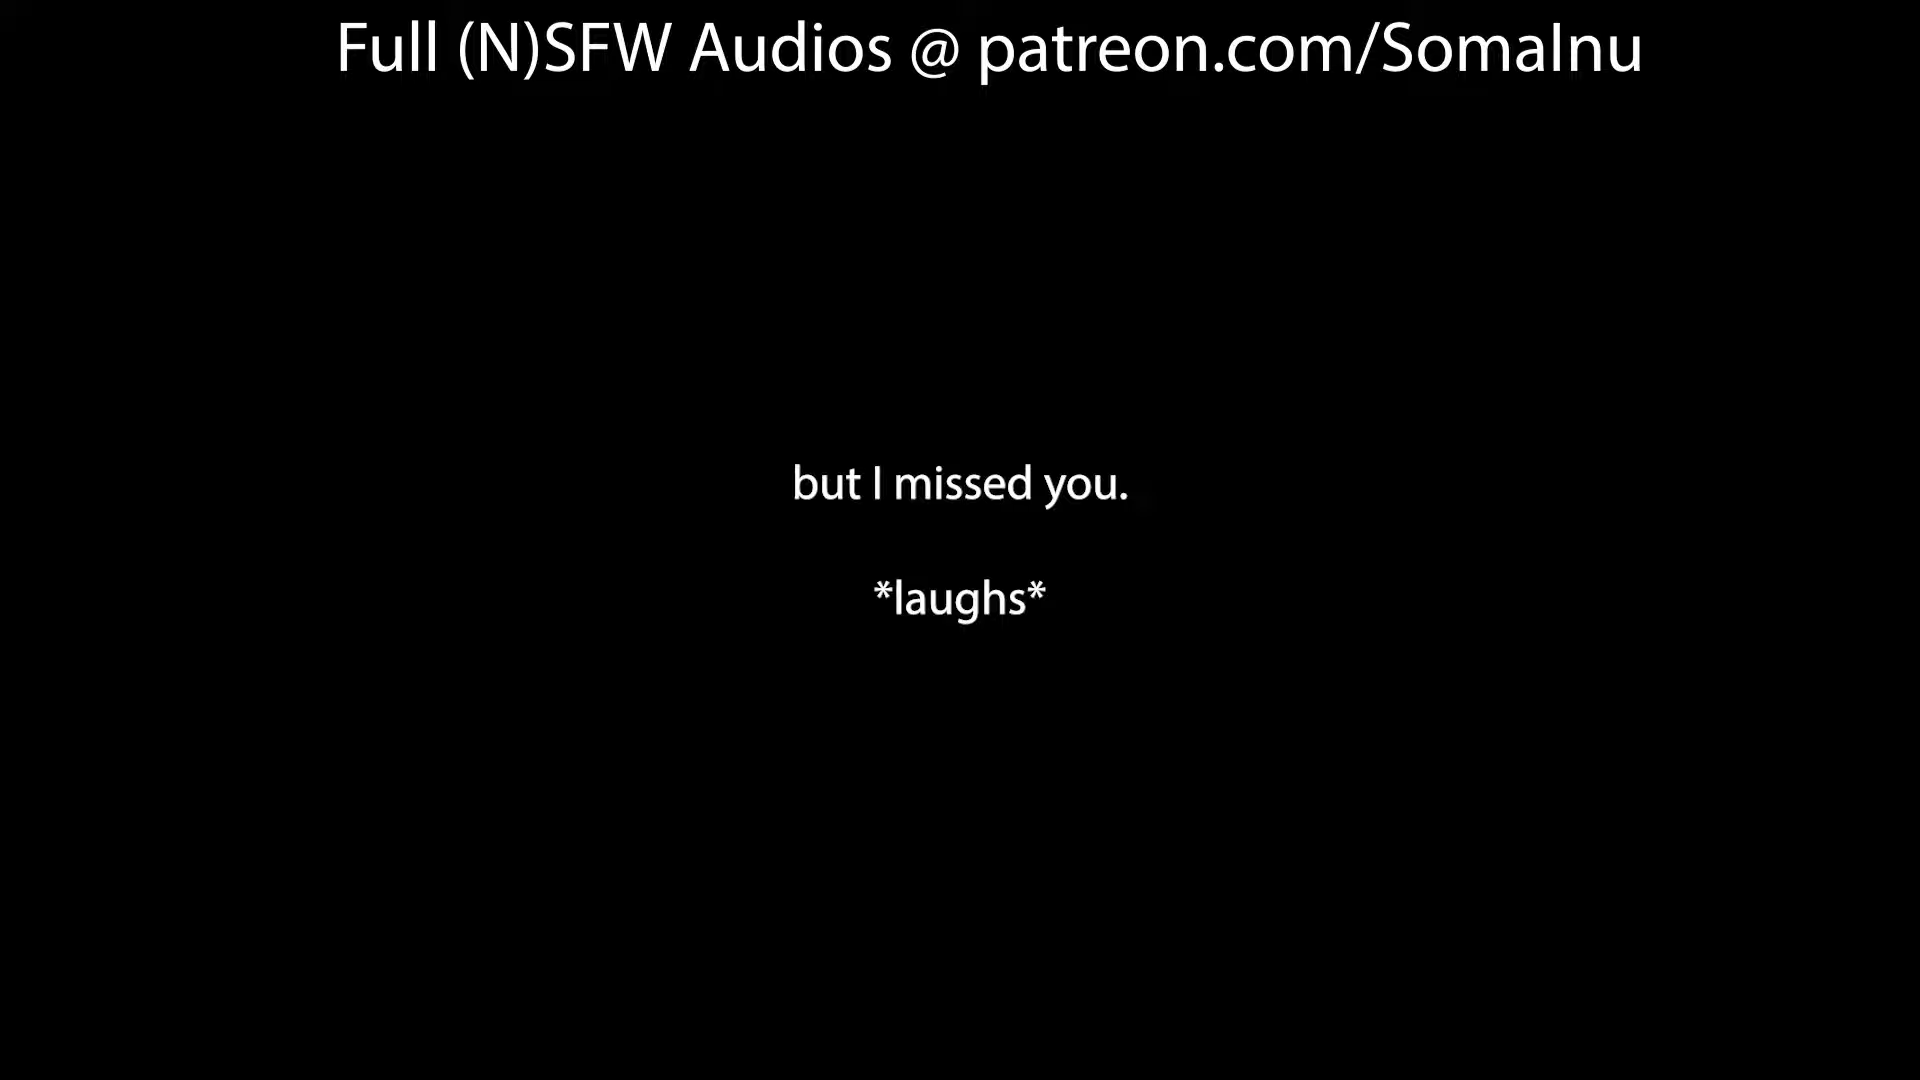 Full (N)SFW Audios @ patreon.com/SomaInu
but I missed you.
*laughs*